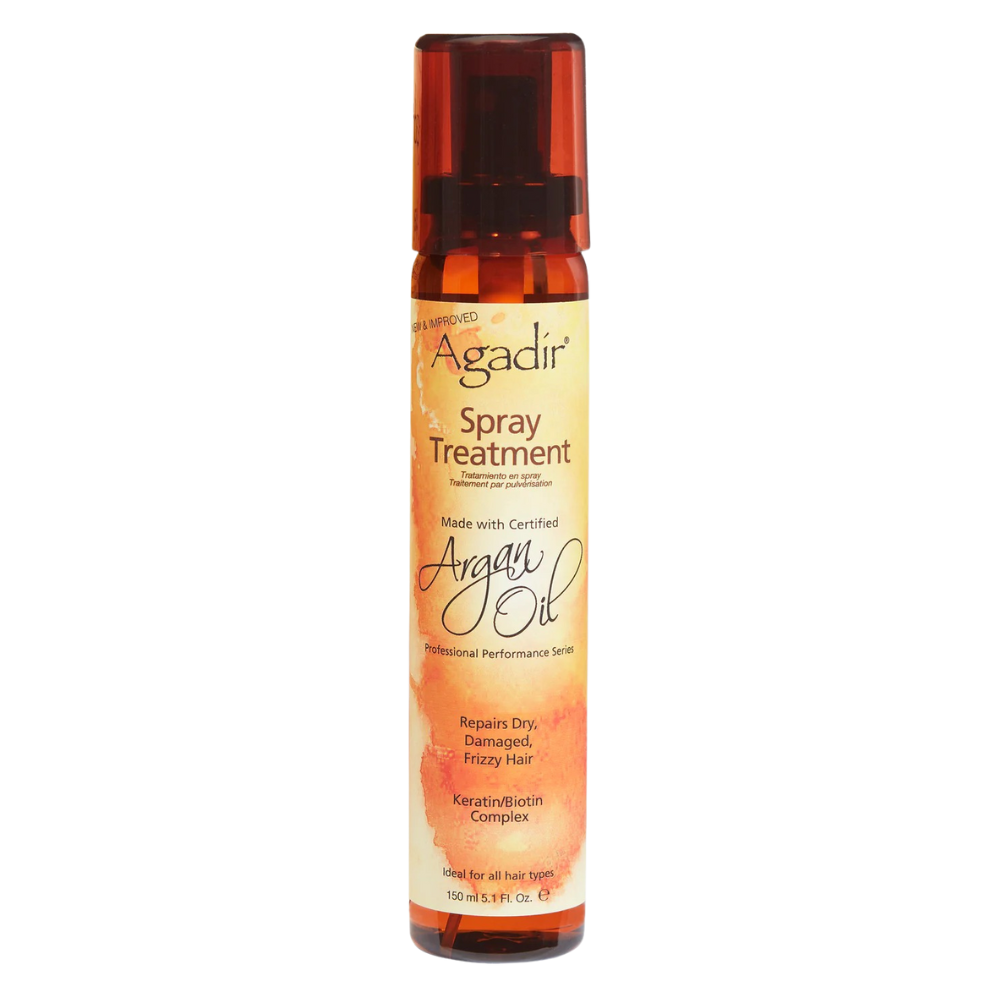 NEW & IMPROVED
Agadir®
Spray
Treatment
Tratamiento en spray
Traitement par pulvérisation
Made with Certified
Argan
Oil
Professional Performance Series
Repairs Dry,
Damaged,
Frizzy Hair
Keratin/Biotin
Complex
Ideal for all hair types
150 ml 5.1 Fl. Oz. ℮